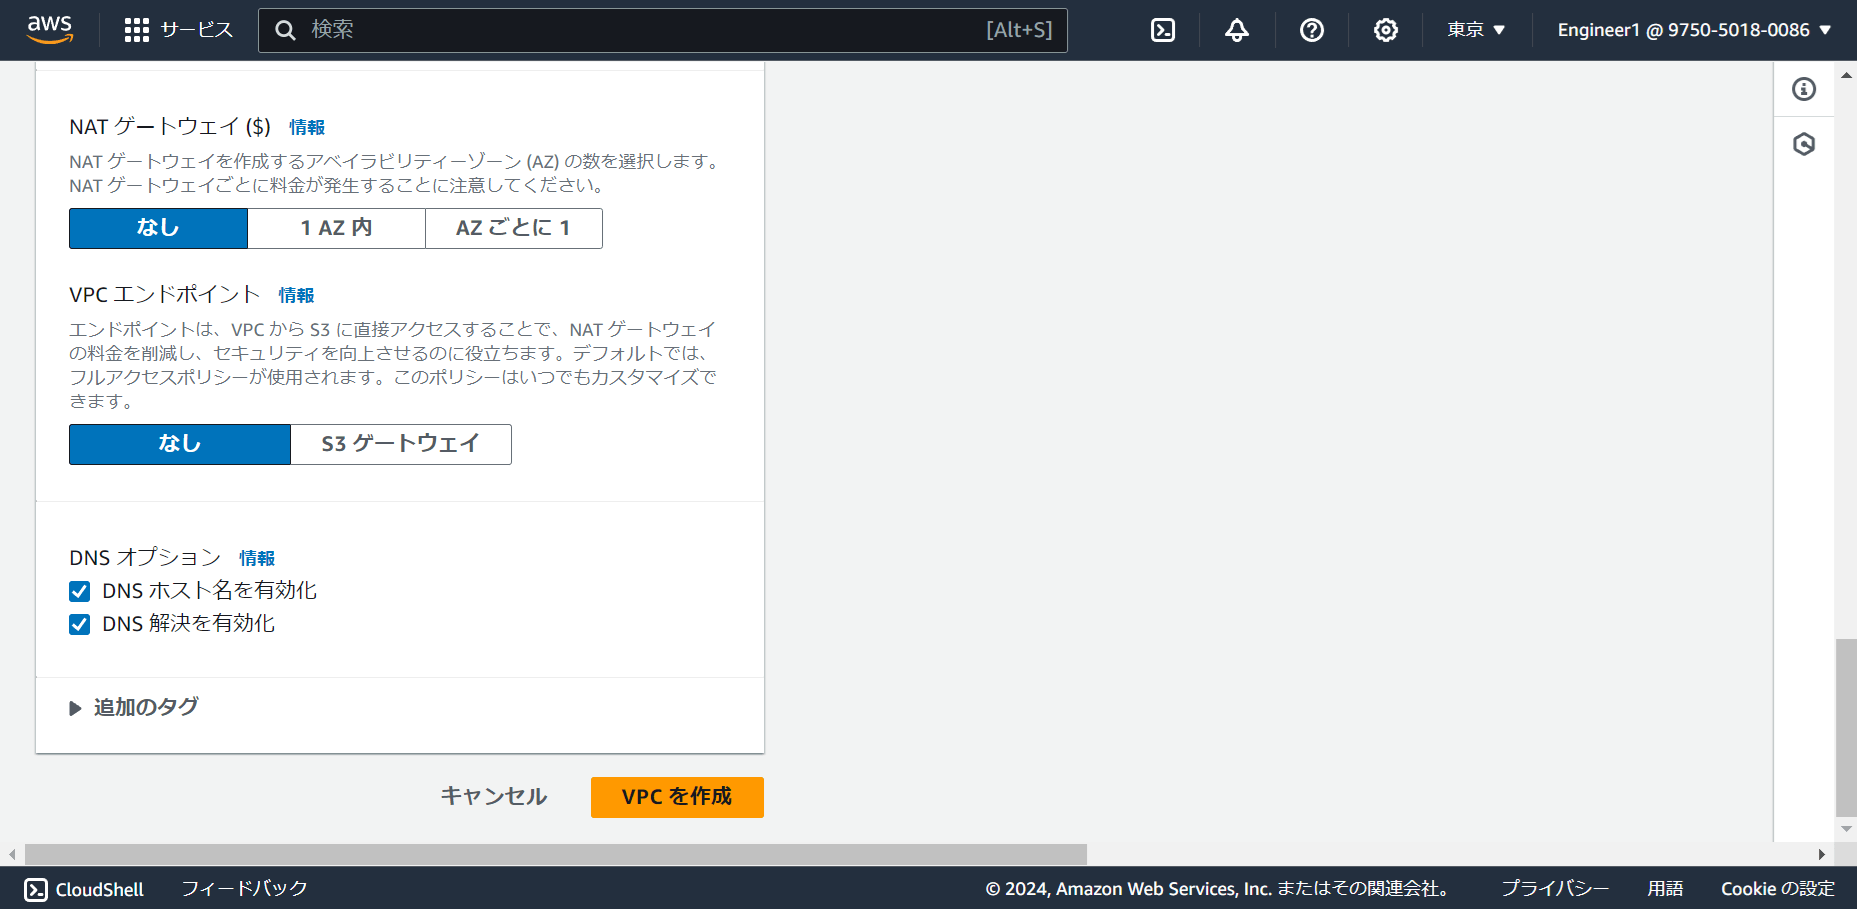 aws サービス 検索 [Alt+S] 東京 ▼ Engineer1 @ 9750-5018-0086 ▼
NAT ゲートウェイ ($) 情報
NAT ゲートウェイを作成するアベイラビリティーゾーン (AZ) の数を選択します。
NAT ゲートウェイごとに料金が発生することに注意してください。
なし 1 AZ 内 AZ ごとに 1
VPC エンドポイント 情報
エンドポイントは、VPC から S3 に直接アクセスすることで、NAT ゲートウェイ
の料金を削減し、セキュリティを向上させるのに役立ちます。デフォルトでは、
フルアクセスポリシーが使用されます。このポリシーはいつでもカスタマイズで
きます。
なし S3 ゲートウェイ
DNS オプション 情報
DNS ホスト名を有効化
DNS 解決を有効化
追加のタグ
キャンセル VPC を作成
CloudShell フィードバック © 2024, Amazon Web Services, Inc. またはその関連会社。 プライバシー 用語 Cookie の設定